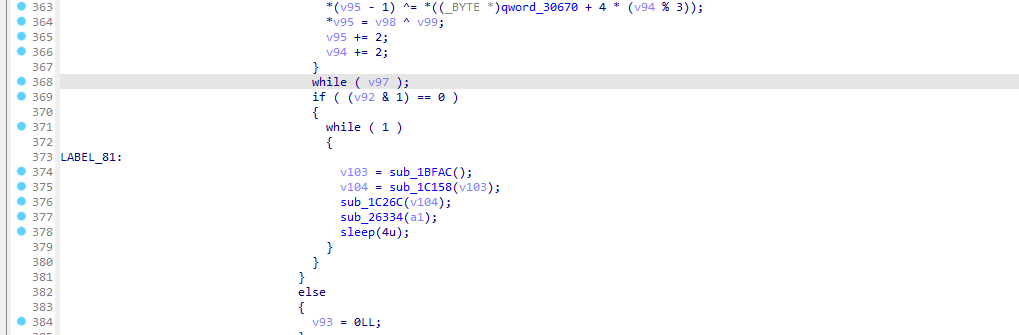 363 *(v95 - 1) ^= *((_BYTE *)qword_30670 + 4 * (v94 % 3));
364 *v95 = v98 ^ v99;
365 v95 += 2;
366 v94 += 2;
367 }
368 while ( v97 );
369 if ( (v92 & 1) == 0 )
370 {
371 while ( 1 )
372 {
373 LABEL_81:
374 v103 = sub_1BFAC();
375 v104 = sub_1C158(v103);
376 sub_1C26C(v104);
377 sub_26334(a1);
378 sleep(4u);
379 }
380 }
381 }
382 else
383 {
384 v93 = 0LL;